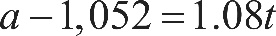 a − 1,052 = 1.08t